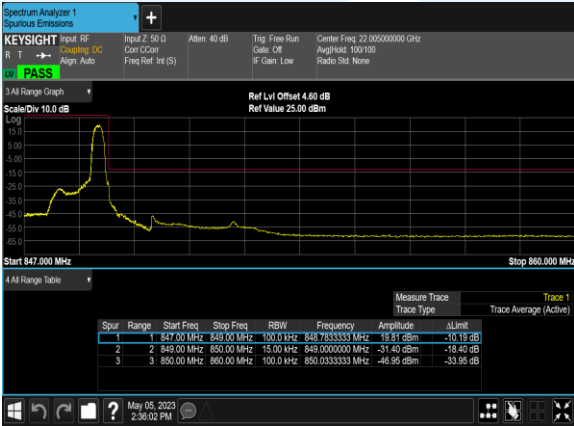 Spectrum Analyzer 1
Spurious Emissions
+
KEYSIGHT Input: RF Input Z: 50 Ω Atten: 40 dB Trig: Free Run Center Freq: 22.005000000 GHz
R T Coupling: DC Corr CCorr Gate: Off Avg|Hold: 100/100
Align: Auto Freq Ref: Int (S) IF Gain: Low Radio Std: None
LXI PASS
3 All Range Graph
Ref Lvl Offset 4.60 dB
Scale/Div 10.0 dB Ref Value 25.00 dBm
Log
15.0
5.00
-5.00
-15.0
-25.0
-35.0
-45.0
-55.0
-65.0
Start 847.000 MHz Stop 860.000 MHz
4 All Range Table
Measure Trace Trace 1
Trace Type Trace Average (Active)
Spur Range Start Freq Stop Freq RBW Frequency Amplitude ΔLimit
1 1 847.00 MHz 849.00 MHz 100.0 kHz 848.7833333 MHz 19.81 dBm -10.19 dB
2 2 849.00 MHz 850.00 MHz 15.00 kHz 849.0000000 MHz -31.40 dBm -18.40 dB
3 3 850.00 MHz 860.00 MHz 100.0 kHz 850.0333333 MHz -46.95 dBm -33.95 dB
? May 05, 2023
2:36:02 PM